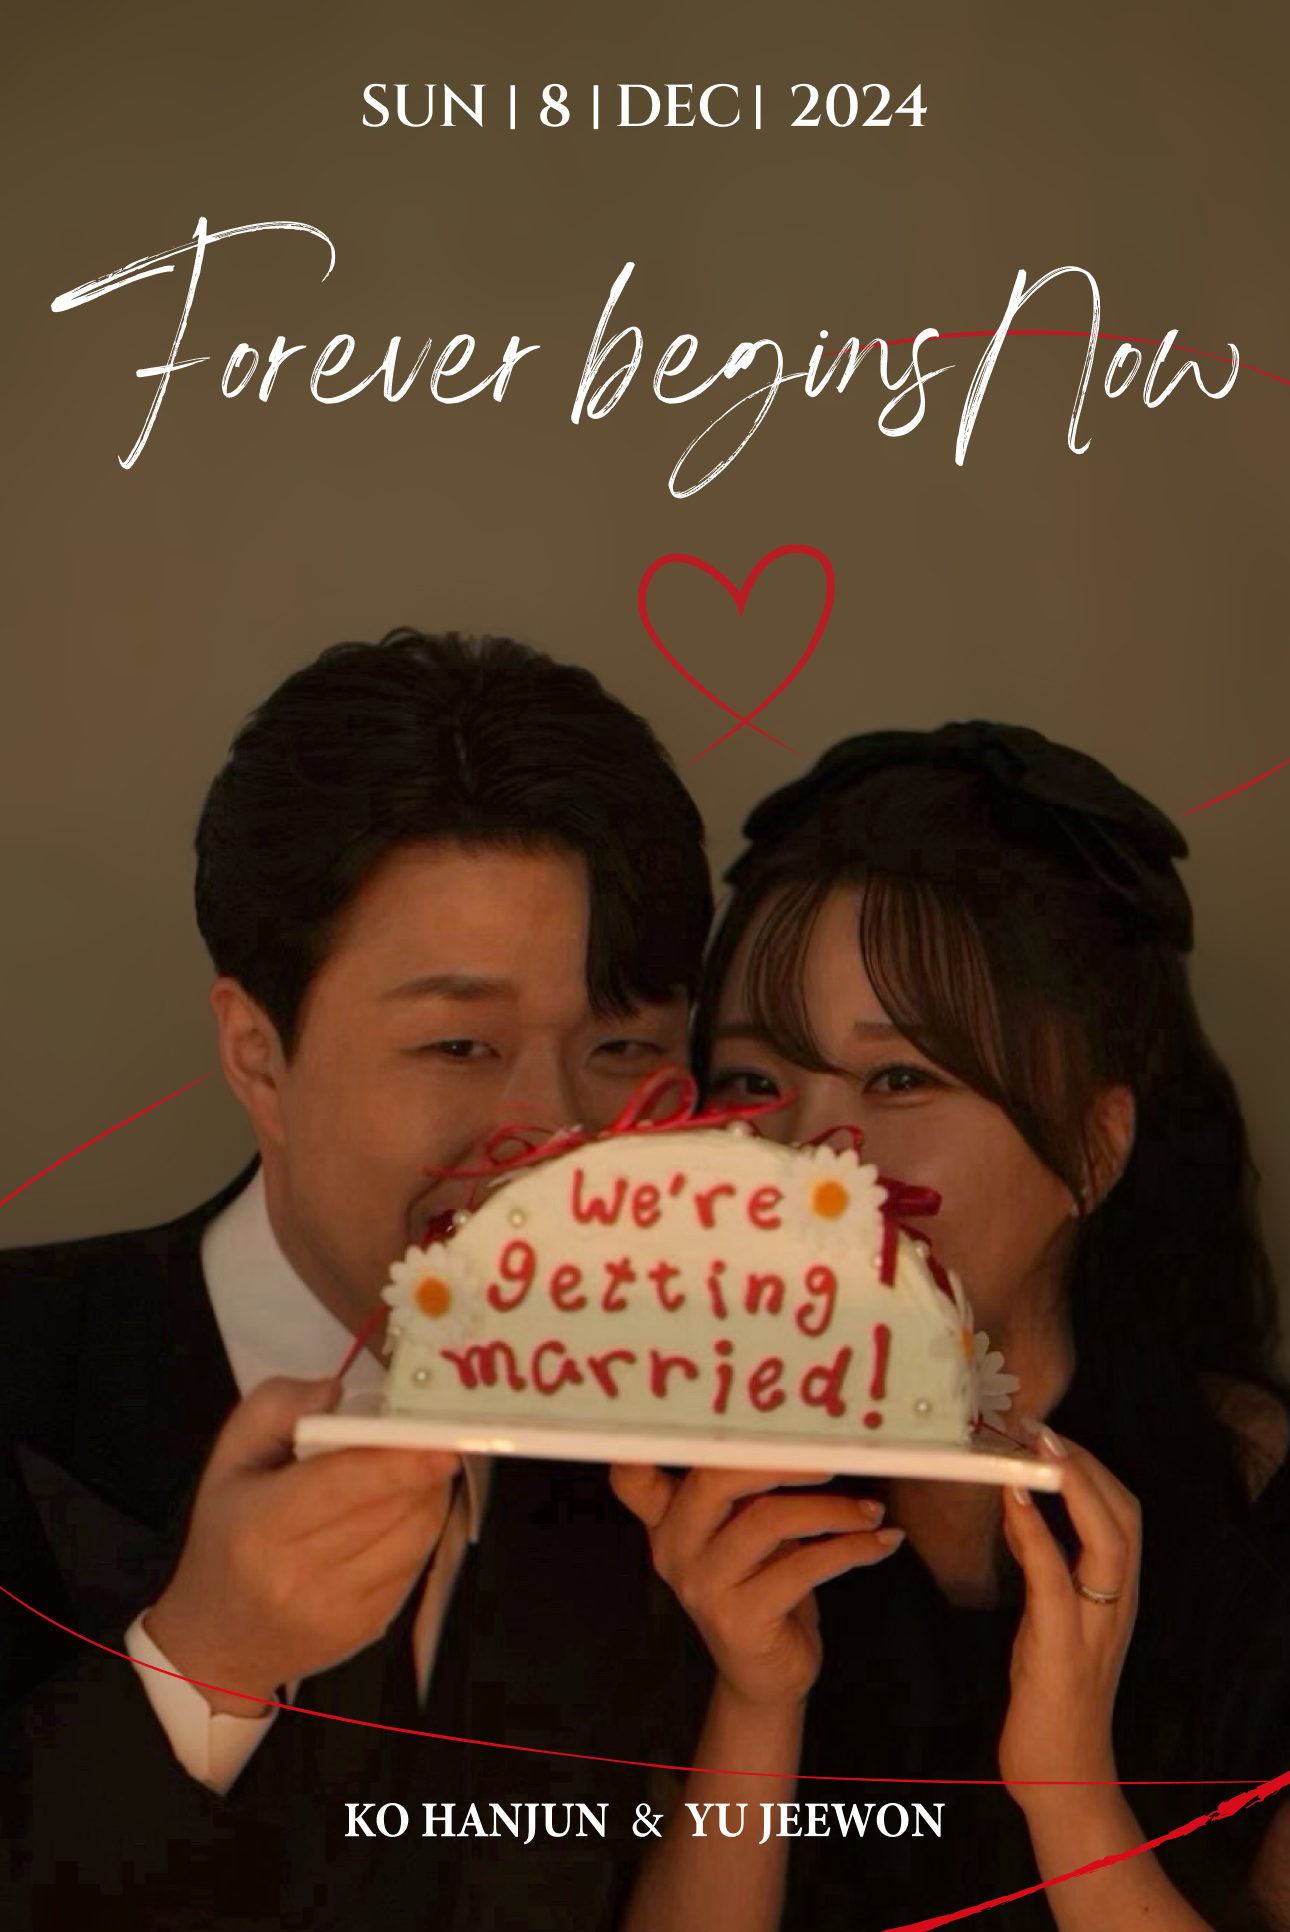 SUN | 8 | DEC | 2024
Forever begins Now
We're
getting
married!
KO HANJUN & YU JEEWON